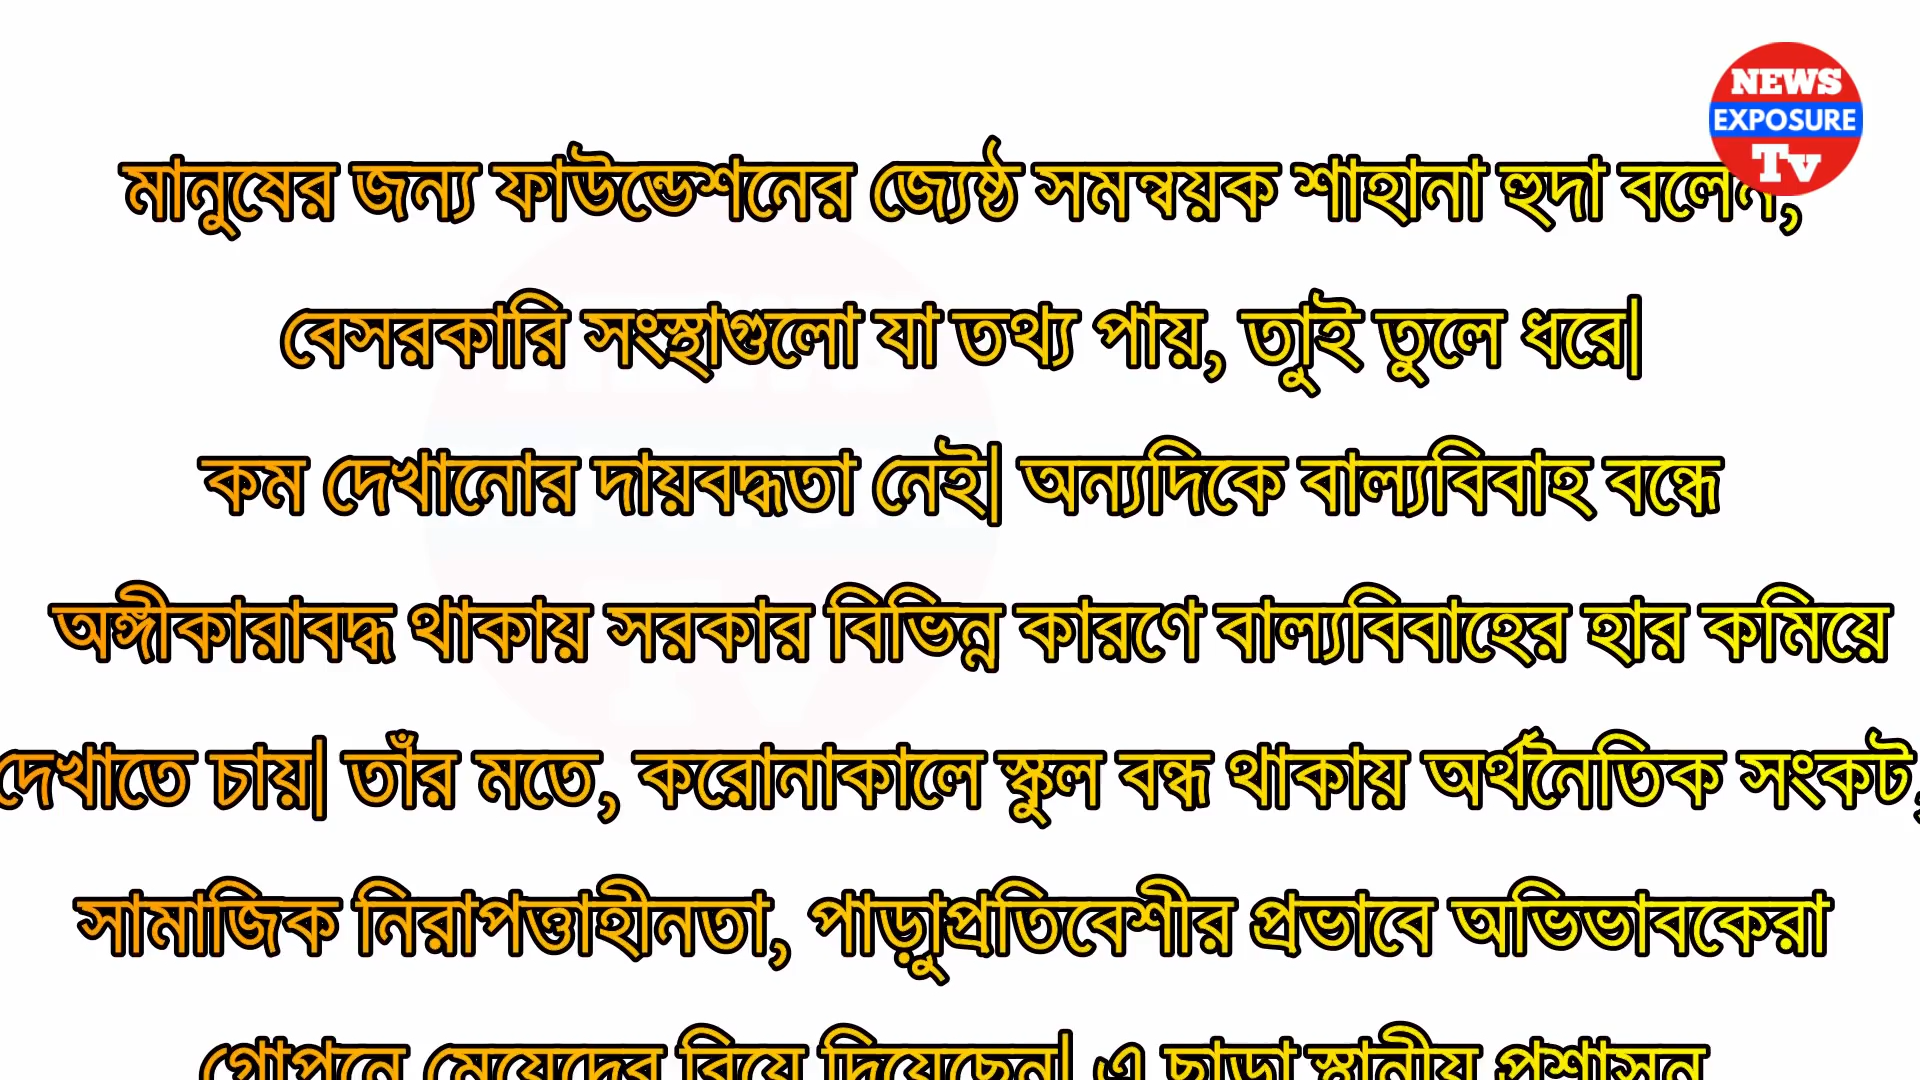 NEWS
EXPOSURE
Tv
মানুষের জন্য ফাউন্ডেশনের জ্যেষ্ঠ সমন্বয়ক শাহানা হুদা বলেন,
বেসরকারি সংস্থাগুলো যা তথ্য পায়, তাুই তুলে ধরে|
কম দেখানোর দায়বদ্ধতা নেই| অন্যদিকে বাল্যবিবাহ বন্ধে
অঙ্গীকারাবদ্ধ থাকায় সরকার বিভিন্ন কারণে বাল্যবিবাহের হার কমিয়ে
দেখাতে চায়| তাঁর মতে, করোনাকালে স্কুল বন্ধ থাকায় অর্থনৈতিক সংকট,
সামাজিক নিরাপত্তাহীনতা, পাড়াুপ্রতিবেশীর প্রভাবে অভিভাবকেরা
গোপনে মেয়েদের বিয়ে দিয়েছেন| এ ছাড়া স্থানীয় প্রশাসন